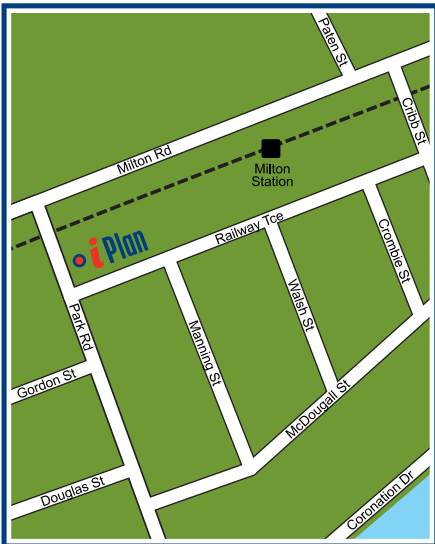 Paten St
Cribb St
Milton Rd
Milton
Station
Railway Tce
iPlan
Crombie St
Walsh St
Manning St
Park Rd
Gordon St
McDougall St
Douglas St
Coronation Dr